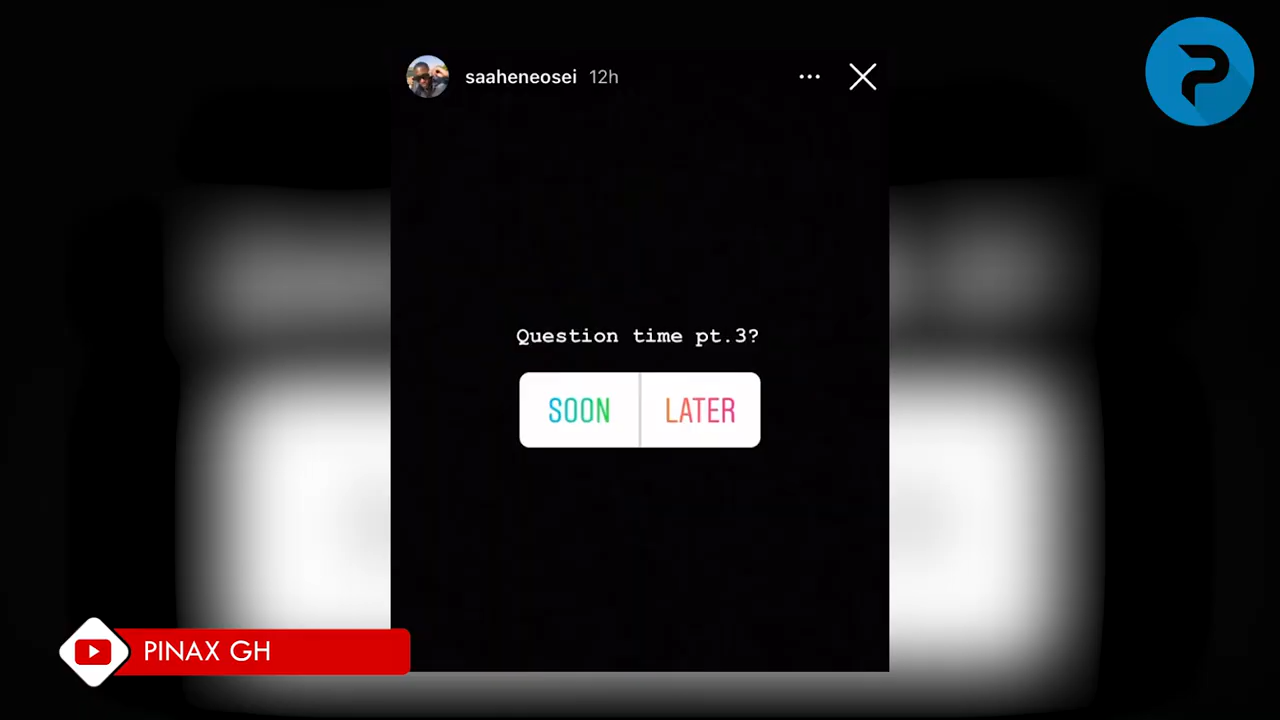 saaheneosei 12h
Question time pt.3?
SOON LATER
PINAX GH